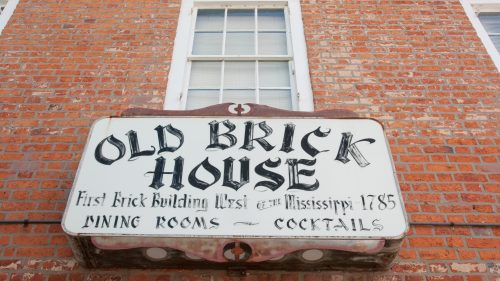 OLD BRICK
HOUSE
First Brick Building West of the Mississippi 1785
DINING ROOMS ~ COCKTAILS